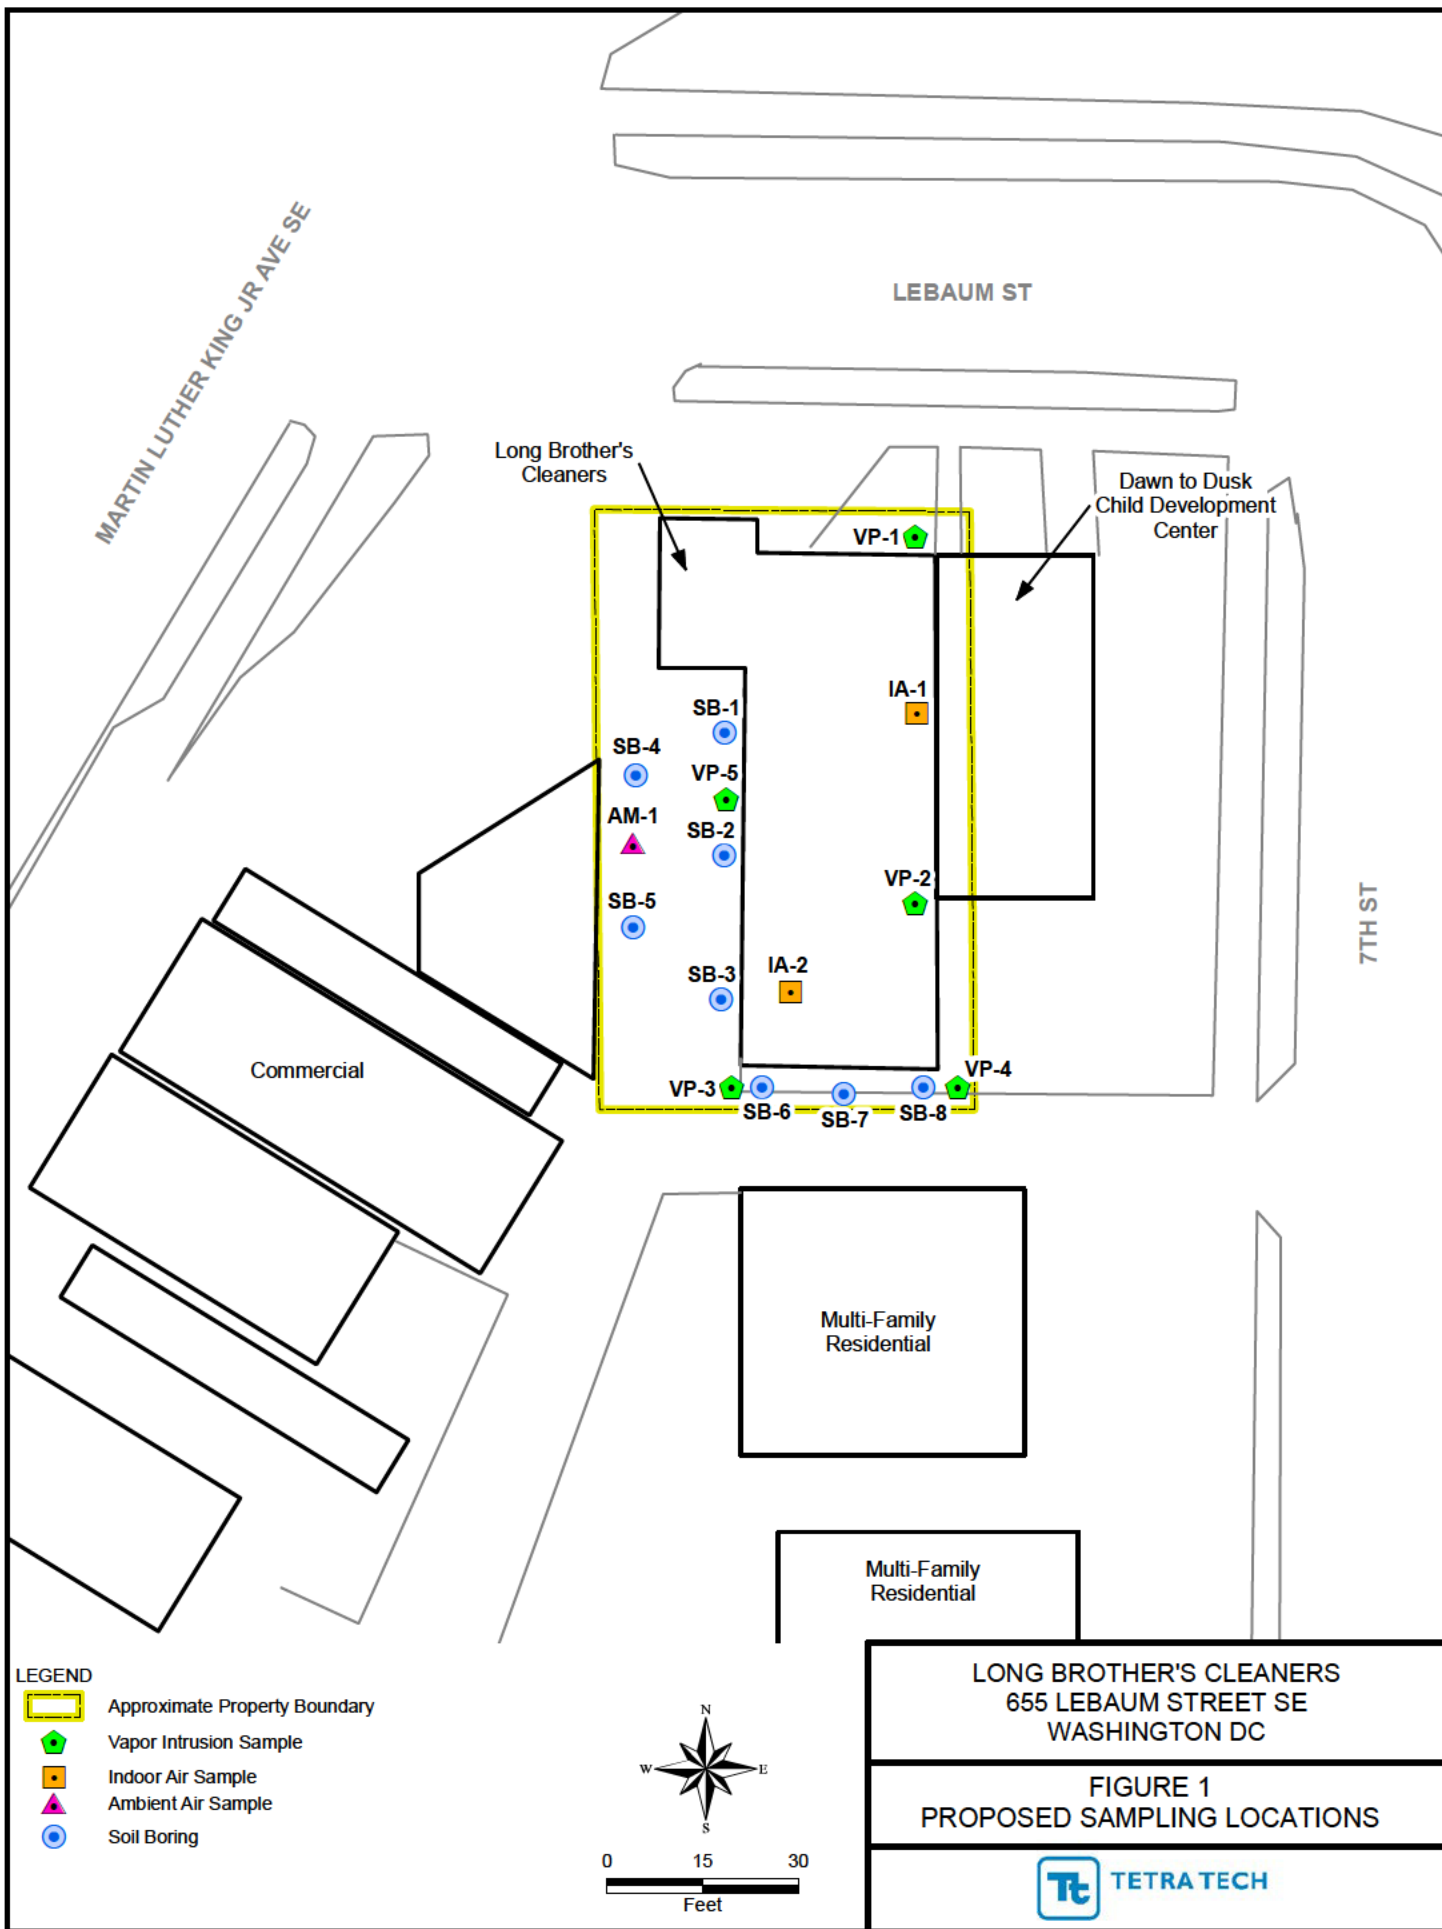 LEBAUM ST
MARTIN LUTHER KING JR AVE SE
Long Brother's
Cleaners
Dawn to Dusk
Child Development
Center
VP-1
IA-1
SB-1
SB-4
VP-5
AM-1
SB-2
VP-2
SB-5
7TH ST
SB-3
IA-2
Commercial
VP-3
VP-4
SB-6
SB-7
SB-8
Multi-Family
Residential
Multi-Family
Residential
LEGEND
Approximate Property Boundary
Vapor Intrusion Sample
Indoor Air Sample
Ambient Air Sample
Soil Boring
N
W
E
S
0 15 30
Feet
LONG BROTHER'S CLEANERS
655 LEBAUM STREET SE
WASHINGTON DC
FIGURE 1
PROPOSED SAMPLING LOCATIONS
Tt TETRA TECH